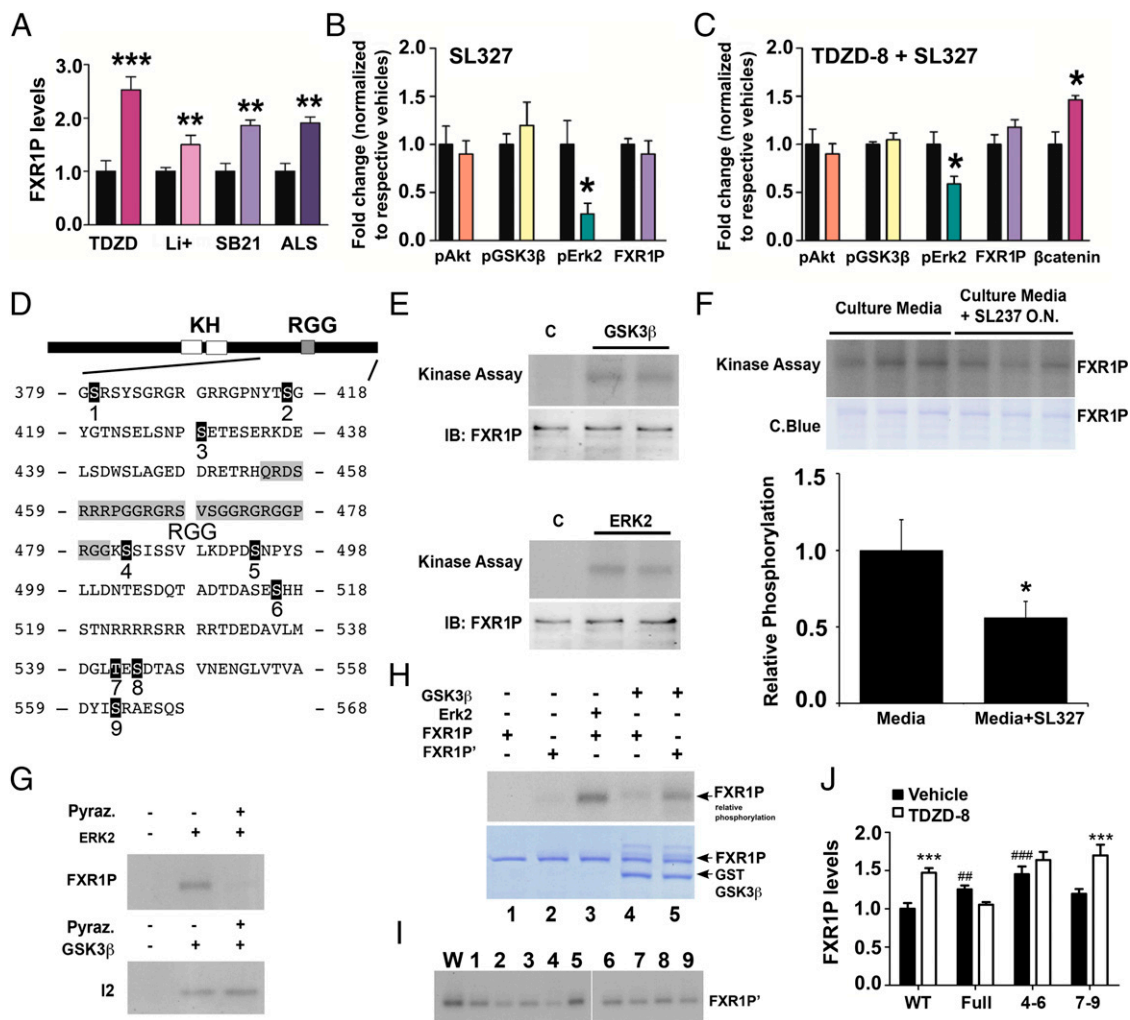 A
FXR1P levels
3.0
2.0
1.0
0.0
***
**
**
**
TDZD Li+ SB21 ALS
B
SL327
Fold change (normalized
to respective vehicles)
2.0
1.5
1.0
0.5
0.0
*
pAkt pGSK3β pErk2 FXR1P
C
TDZD-8 + SL327
Fold change (normalized
to respective vehicles)
2.0
1.5
1.0
0.5
0.0
*
*
pAkt pGSK3β pErk2 FXR1P βcatenin
D
KH RGG
379 – GSRSYSGRGR GRRGPNYTSG – 418
1 2
419 – YGTNSELSNP SETESERKDE – 438
3
439 – LSDWSLAGED DRETRHQRDS – 458
459 – RRRPGGRGRS VSGGRGRGGP – 478
RGG
479 – RGGKSSISSV LKDPDSNPYS – 498
4 5
499 – LLDNTESDQT ADTDASESHH – 518
6
519 – STNRRRRSRR RRTDEDAVLM – 538
539 – DGLTESDTAS VNENGLVTVA – 558
7 8
559 – DYISRAESQS – 568
9
E
C GSK3β
Kinase Assay
IB: FXR1P
C ERK2
Kinase Assay
IB: FXR1P
F
Culture Media
Culture Media
+ SL237 O.N.
Kinase Assay FXR1P
C.Blue FXR1P
Relative Phosphorylation
1.5
1.0
0.5
0.0
*
Media Media+SL327
G
Pyraz. - - +
ERK2 - + +
FXR1P
Pyraz. - - +
GSK3β - + +
I2
H
GSK3β - - - + +
Erk2 - - + - -
FXR1P + - + + -
FXR1P' - + - - +
FXR1P
relative
phosphorylation
FXR1P
GST
GSK3β
1 2 3 4 5
I
W 1 2 3 4 5 6 7 8 9
FXR1P'
J
Vehicle
TDZD-8
FXR1P levels
2.0
1.5
1.0
0.5
0.0
***
##
###
***
WT Full 4-6 7-9